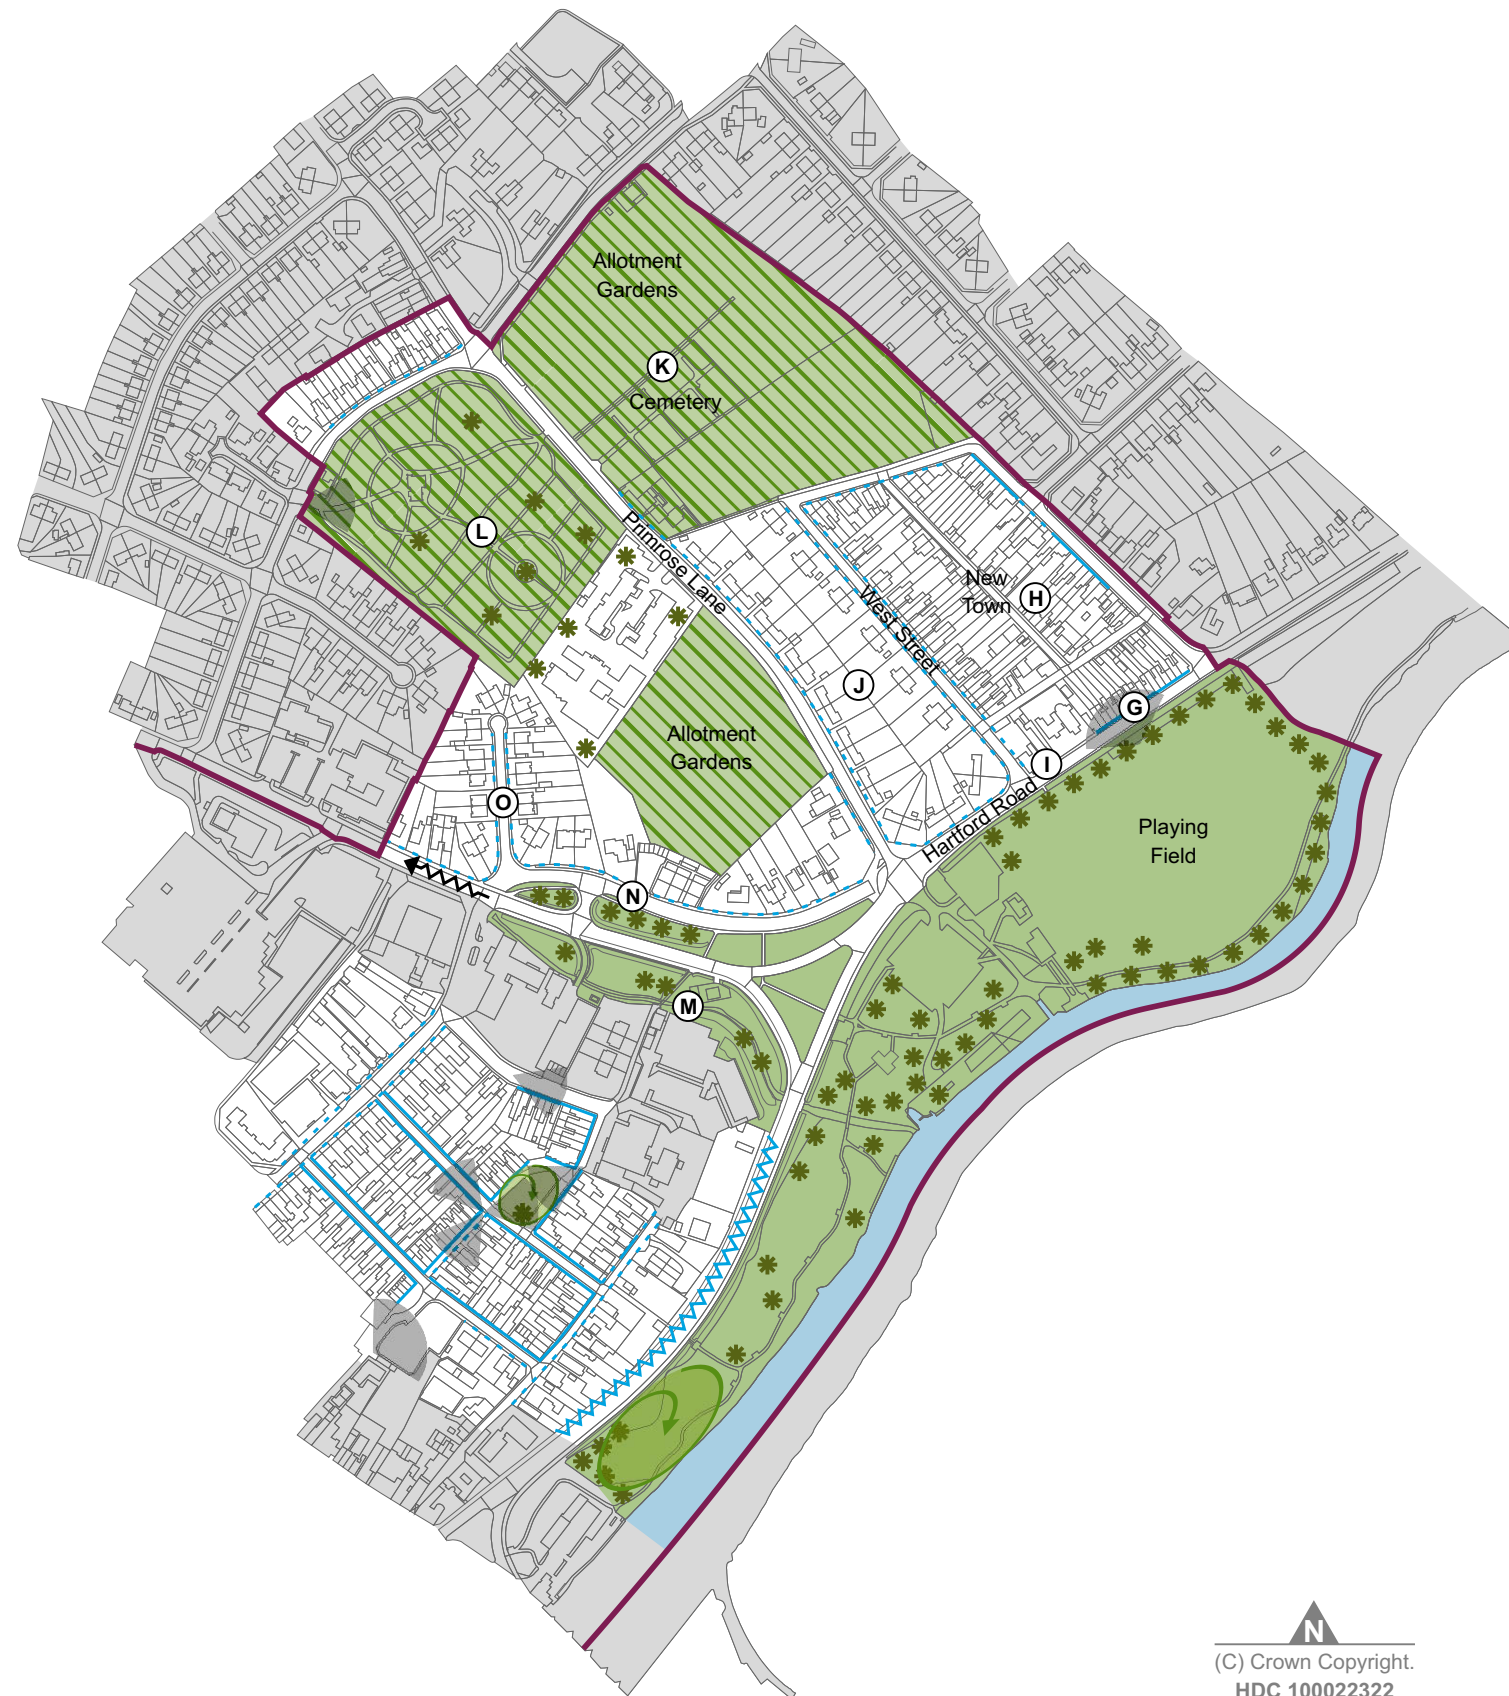 Allotment
Gardens
K
Cemetery
L
Primrose Lane
New
Town
H
West Street
J
G
Allotment
Gardens
I
O
Hartford Road
Playing
Field
N
M
N
(C) Crown Copyright.
HDC 100022322